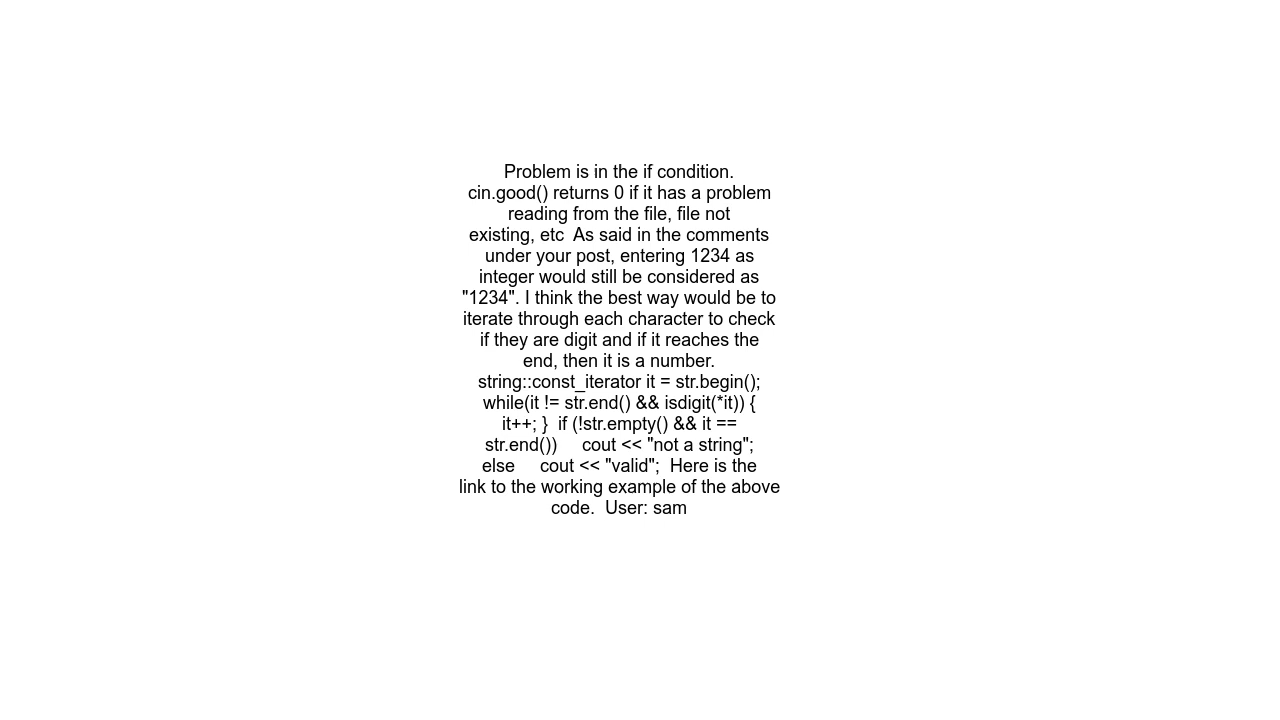 Problem is in the if condition.
cin.good() returns 0 if it has a problem
reading from the file, file not
existing, etc  As said in the comments
under your post, entering 1234 as
integer would still be considered as
"1234". I think the best way would be to
iterate through each character to check
if they are digit and if it reaches the
end, then it is a number.
string::const_iterator it = str.begin();
while(it != str.end() && isdigit(*it)) {
it++; }  if (!str.empty() && it ==
str.end())     cout << "not a string";
else     cout << "valid";  Here is the
link to the working example of the above
code.  User: sam